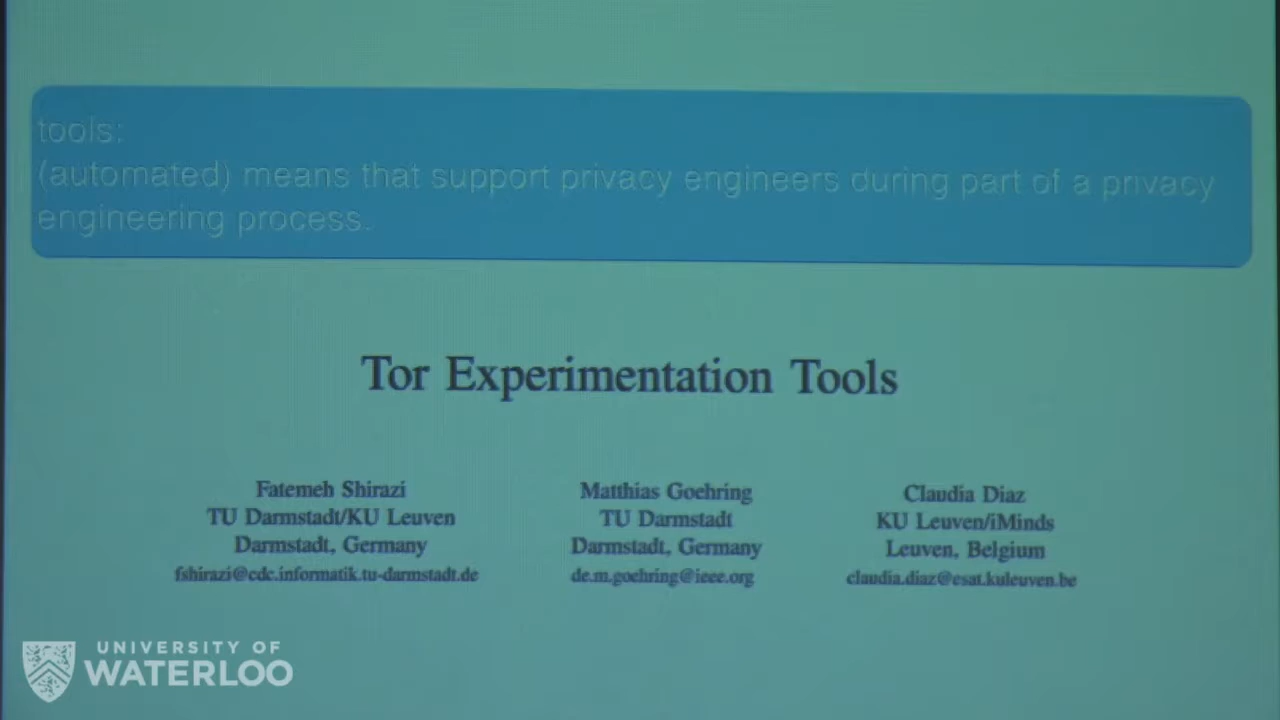 tools:
(automated) means that support privacy engineers during part of a privacy
engineering process.
Tor Experimentation Tools
Fatemeh Shirazi
TU Darmstadt/KU Leuven
Darmstadt, Germany
fshirazi@cdc.informatik.tu-darmstadt.de
Matthias Goehring
TU Darmstadt
Darmstadt, Germany
de.m.goehring@ieee.org
Claudia Diaz
KU Leuven/iMinds
Leuven, Belgium
claudia.diaz@esat.kuleuven.be
UNIVERSITY OF
WATERLOO